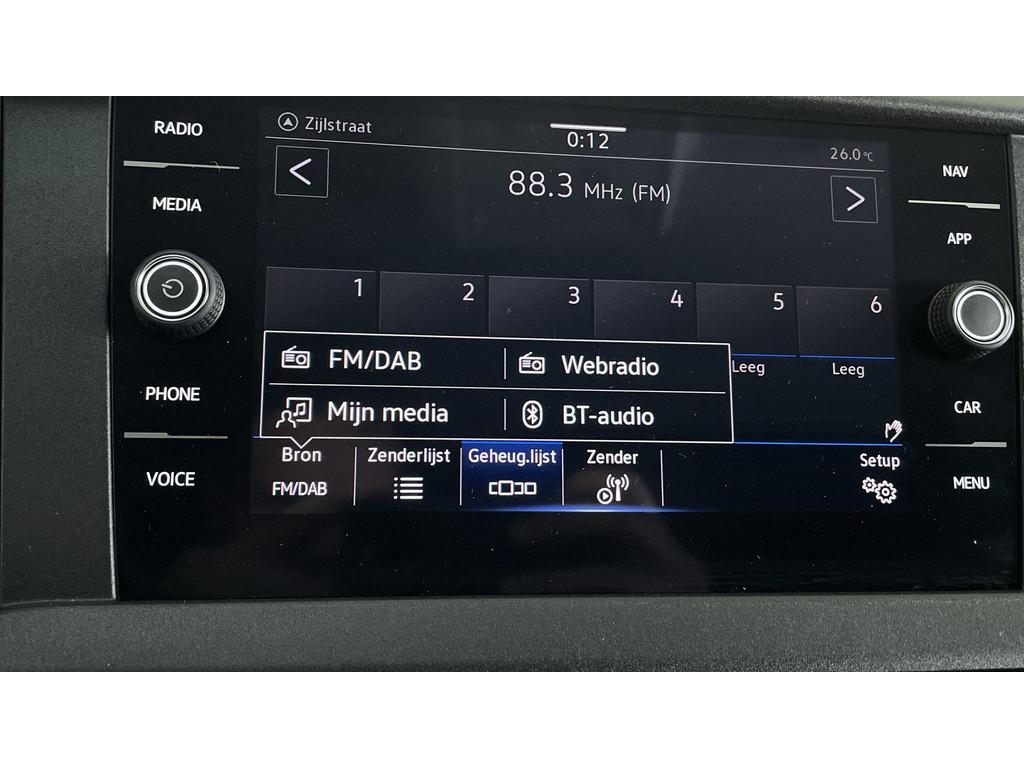 RADIO
MEDIA
PHONE
VOICE
Zijlstraat
0:12
26.0°C
<
88.3 MHz (FM)
>
1 2 3 4 5 6
Leeg Leeg
FM/DAB Webradio
Mijn media BT-audio
Bron Zenderlijst Geheug.lijst Zender Setup
FM/DAB
NAV
APP
CAR
MENU